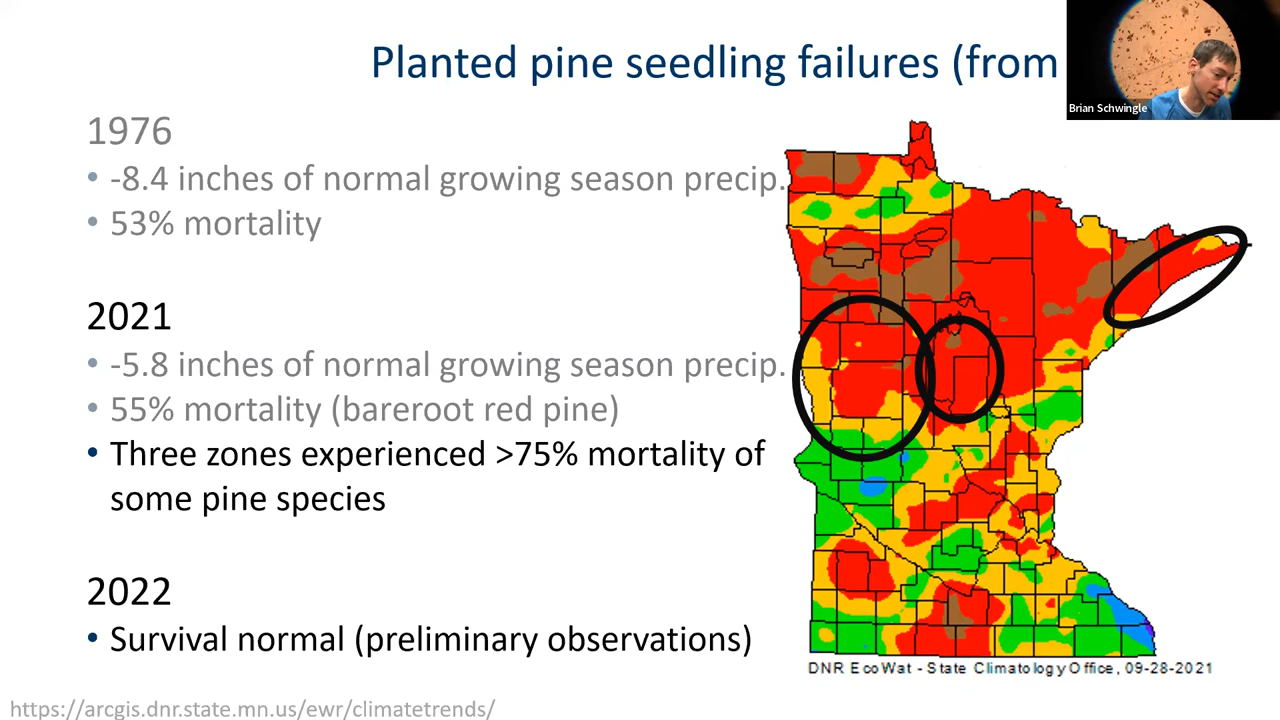 Planted pine seedling failures (from
Brian Schwingle
1976
• -8.4 inches of normal growing season precip.
• 53% mortality
2021
• -5.8 inches of normal growing season precip.
• 55% mortality (bareroot red pine)
• Three zones experienced >75% mortality of
some pine species
2022
• Survival normal (preliminary observations)
DNR EcoWat - State Climatology Office, 09-28-2021
https://arcgis.dnr.state.mn.us/ewr/climatetrends/